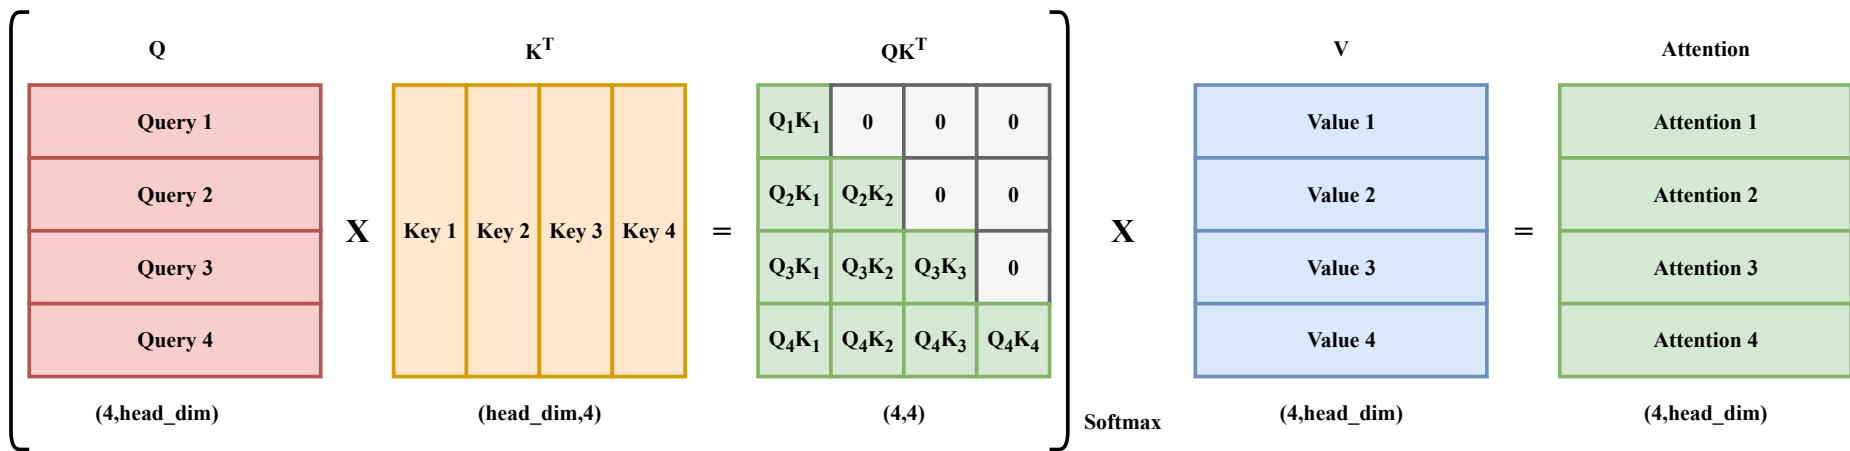 Q K^T QK^T V Attention
Query 1
Query 2
Query 3
Query 4
X
Key 1 Key 2 Key 3 Key 4
=
Q₁K₁ 0 0 0
Q₂K₁ Q₂K₂ 0 0
Q₃K₁ Q₃K₂ Q₃K₃ 0
Q₄K₁ Q₄K₂ Q₄K₃ Q₄K₄
X
Value 1
Value 2
Value 3
Value 4
=
Attention 1
Attention 2
Attention 3
Attention 4
(4,head_dim) (head_dim,4) (4,4) Softmax (4,head_dim) (4,head_dim)